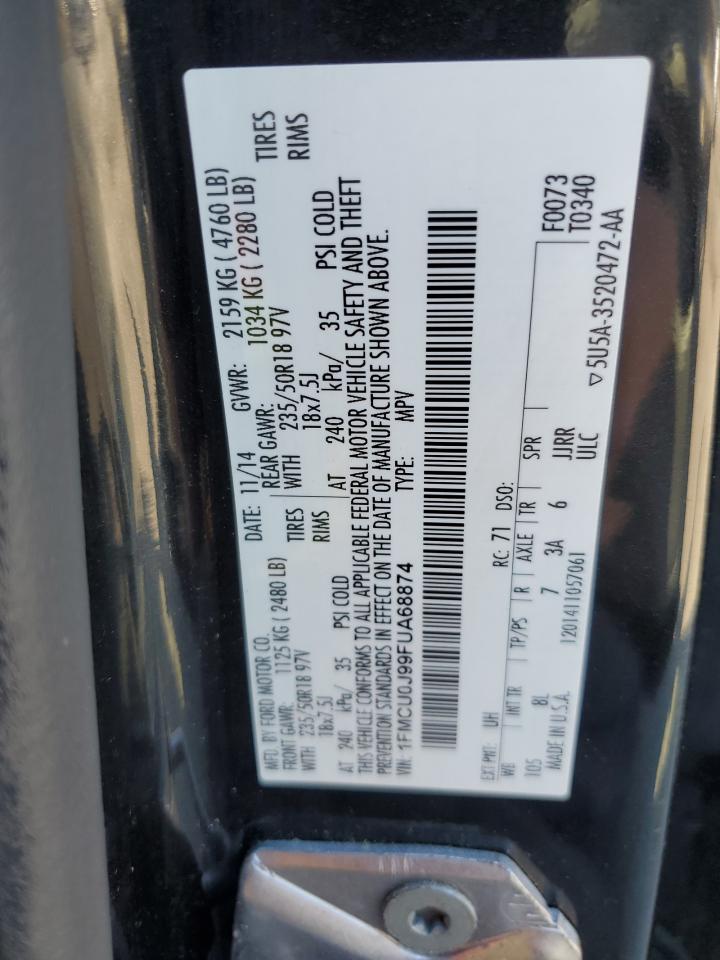 MFD. BY FORD MOTOR CO.
DATE: 11/14 GVWR: 2159 KG ( 4760 LB)
FRONT GAWR: 1125 KG ( 2480 LB) REAR GAWR: 1034 KG ( 2280 LB)
WITH 235/50R18 97V TIRES WITH 235/50R18 97V TIRES
18x7.5J RIMS 18x7.5J RIMS
AT 240 kPa/ 35 PSI COLD AT 240 kPa/ 35 PSI COLD
THIS VEHICLE CONFORMS TO ALL APPLICABLE FEDERAL MOTOR VEHICLE SAFETY AND THEFT
PREVENTION STANDARDS IN EFFECT ON THE DATE OF MANUFACTURE SHOWN ABOVE.
VIN: 1FMCU0J99FUA68874 TYPE: MPV
EXT PNT: UH RC: 71 DSO:
WB INT TR TP/PS R AXLE TR SPR F0073
105 8L 7 3A 6 JJRR T0340
MADE IN U.S.A. 1201411057061 ULC ▽5U5A-3520472-AA